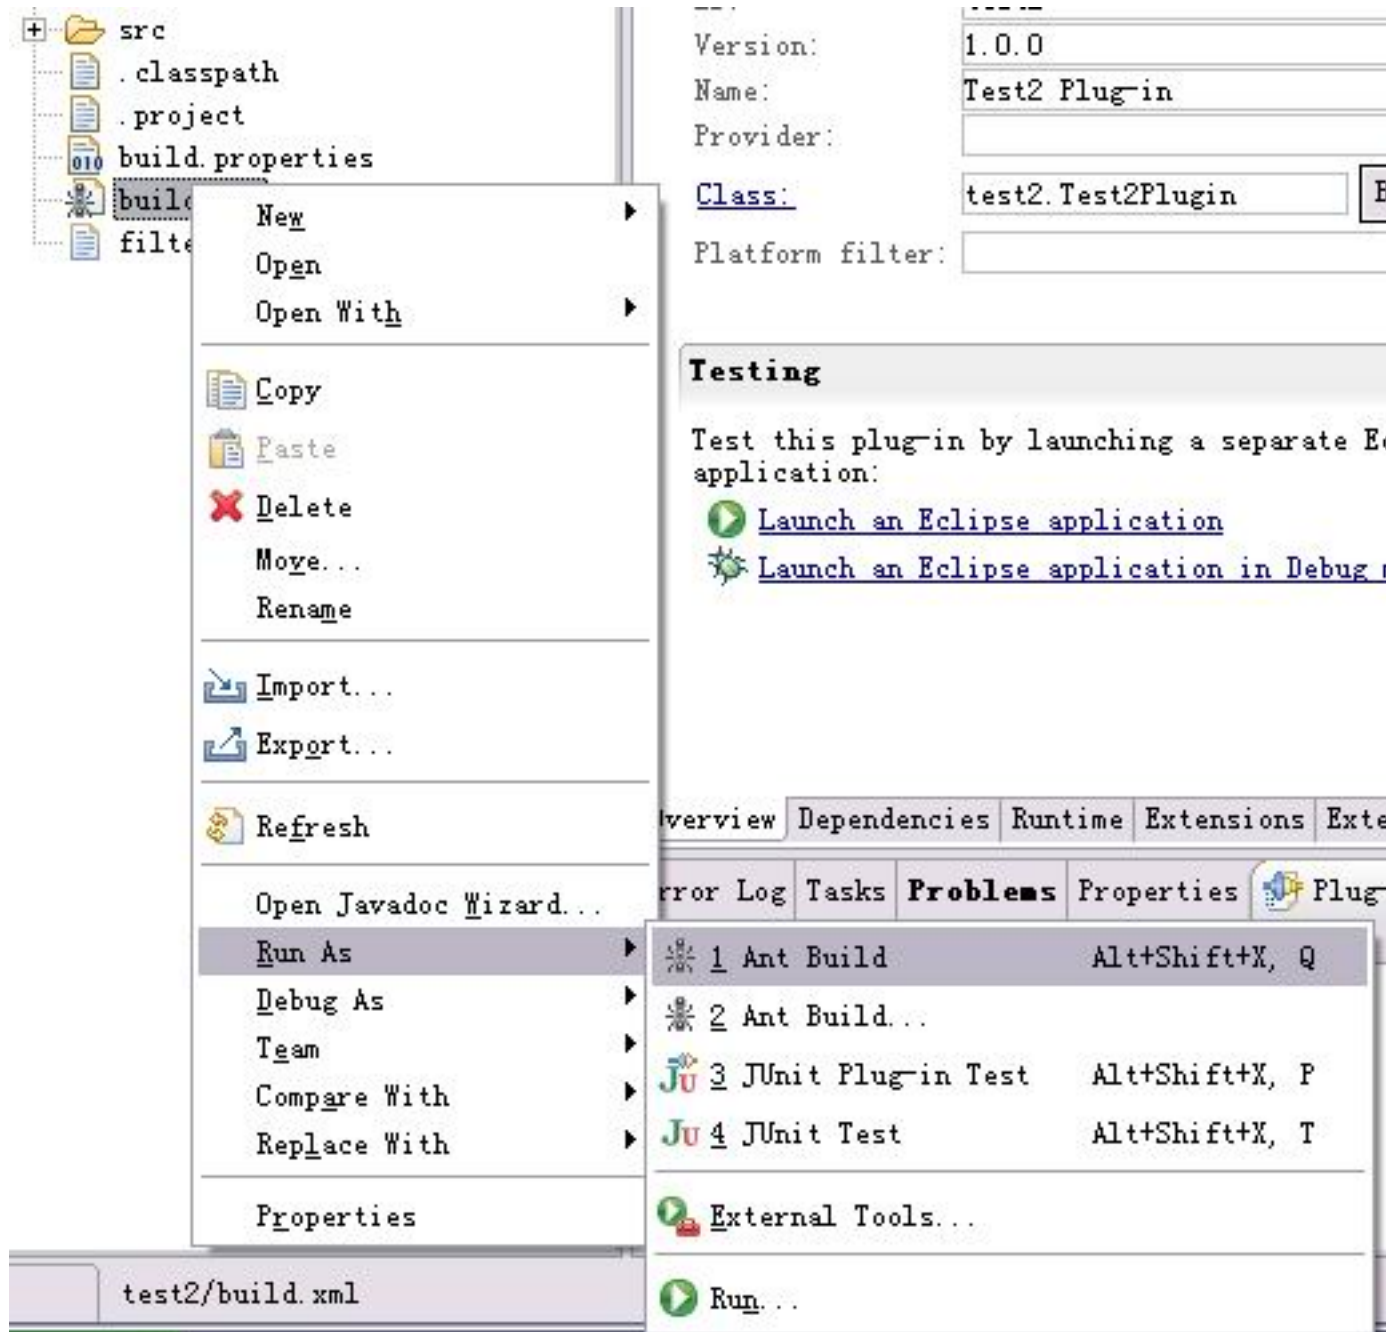 src
.classpath
.project
build.properties
Version:
1.0.0
Name:
Test2 Plug-in
Provider:
Class:
test2.Test2Plugin
Platform filter:
New
Open
Open With
Copy
Paste
Delete
Move...
Rename
Import...
Export...
Refresh
Open Javadoc Wizard...
Run As
Debug As
Team
Compare With
Replace With
Properties
Testing
Test this plug-in by launching a separate
application:
Launch an Eclipse application
Launch an Eclipse application in Debug
verview Dependencies Runtime Extensions Exte
rror Log Tasks Problems Properties Plug-
1 Ant Build Alt+Shift+X, Q
2 Ant Build...
3 JUnit Plug-in Test Alt+Shift+X, P
4 JUnit Test Alt+Shift+X, T
External Tools...
Run...
test2/build.xml